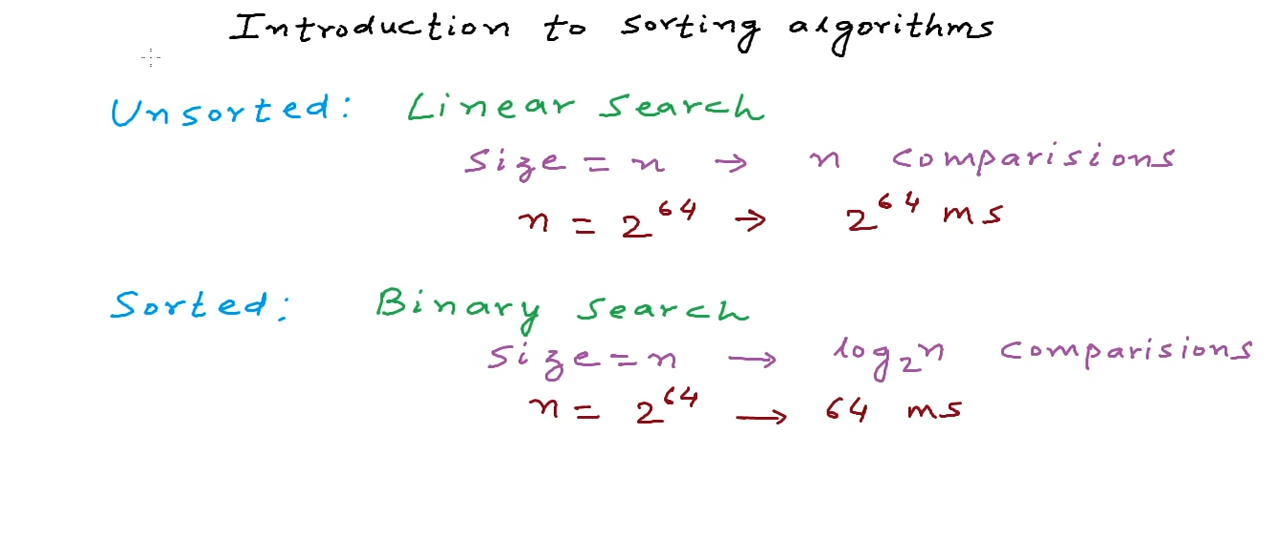 Introduction to sorting algorithms
Unsorted: Linear search
size = n → n comparisions
n = 2^64 → 2^64 ms
Sorted: Binary search
size = n → log₂n comparisions
n = 2^64 → 64 ms